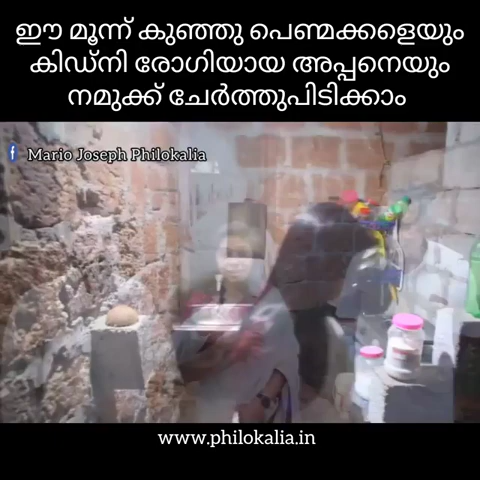 ഈ മൂന്ന് കുഞ്ഞു പെണ്മക്കളെയും
കിഡ്നി രോഗിയായ അപ്പനെയും
നമുക്ക് ചേർത്തുപിടിക്കാം
f Mario Joseph Philokalia
www.philokalia.in